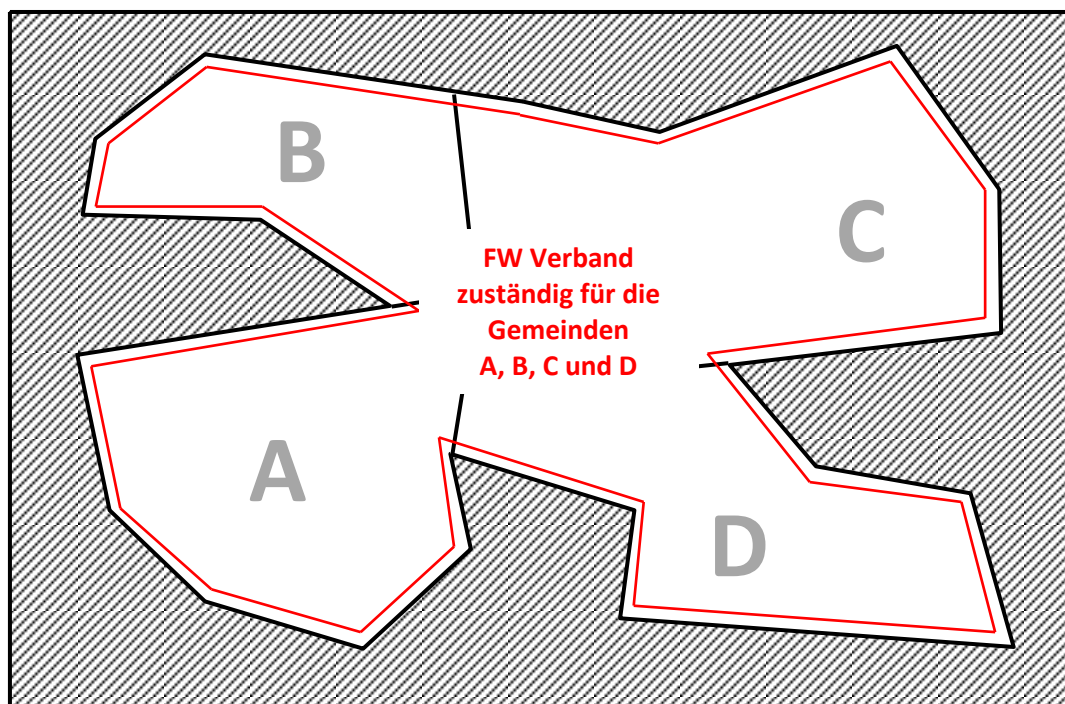 B
C
FW Verband
zuständig für die
Gemeinden
A, B, C und D
A
D